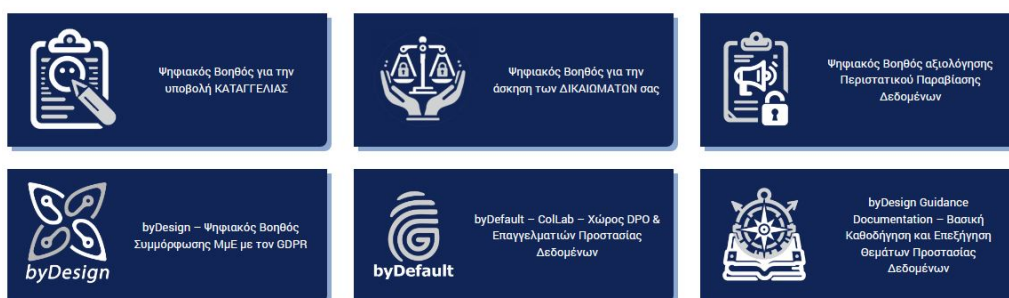 Ψηφιακός Βοηθός για την
υποβολή ΚΑΤΑΓΓΕΛΙΑΣ
Ψηφιακός Βοηθός για την
άσκηση των ΔΙΚΑΙΩΜΑΤΩΝ σας
Ψηφιακός Βοηθός αξιολόγησης
Περιστατικού Παραβίασης
Δεδομένων
byDesign
byDesign – Ψηφιακός Βοηθός
Συμμόρφωσης ΜμΕ με τον GDPR
byDefault
byDefault – ColLab – Χώρος DPO &
Επαγγελματιών Προστασίας
Δεδομένων
byDesign Guidance
Documentation – Βασική
Καθοδήγηση και Επεξήγηση
Θεμάτων Προστασίας
Δεδομένων